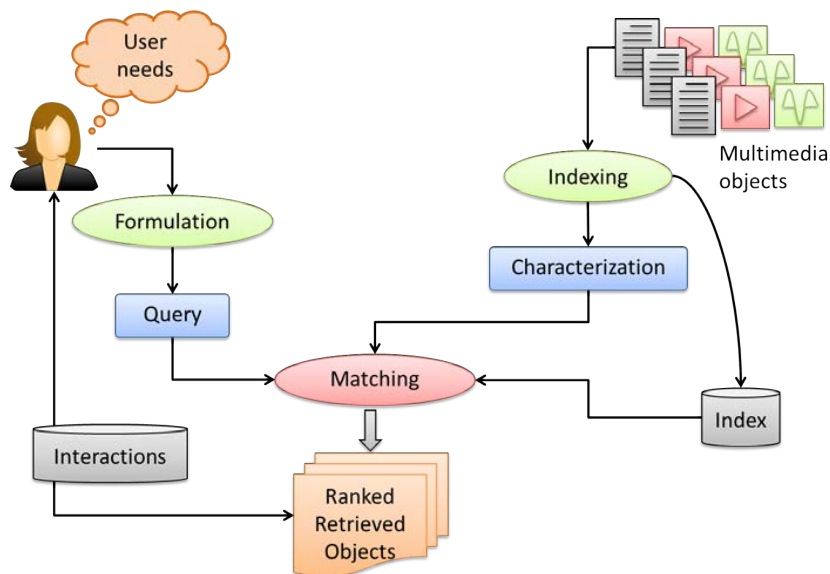 User
needs
Multimedia
objects
Indexing
Formulation
Characterization
Query
Matching
Index
Interactions
Ranked
Retrieved
Objects